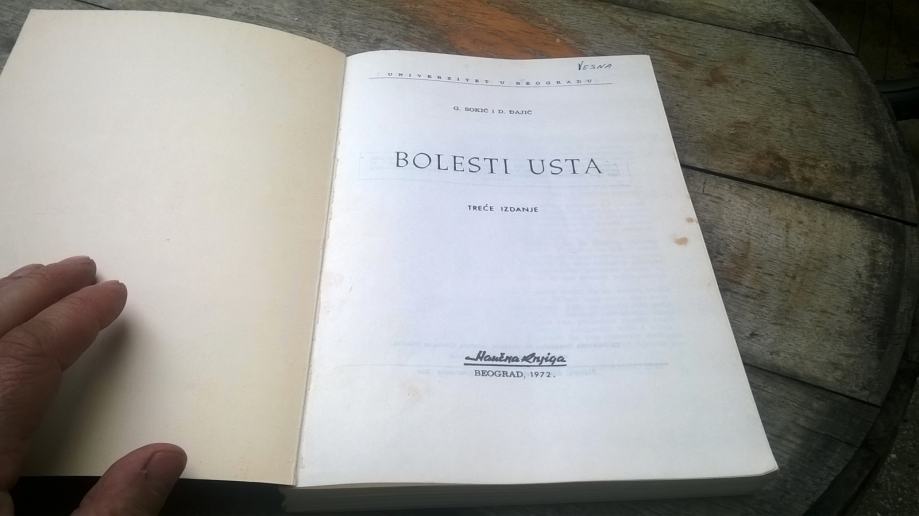 Vesna
UNIVERZITET U BEOGRADU
G. SOKIĆ I D. ĐAJIĆ
BOLESTI USTA
TREĆE IZDANJE
Naučna knjiga
BEOGRAD, 1972.